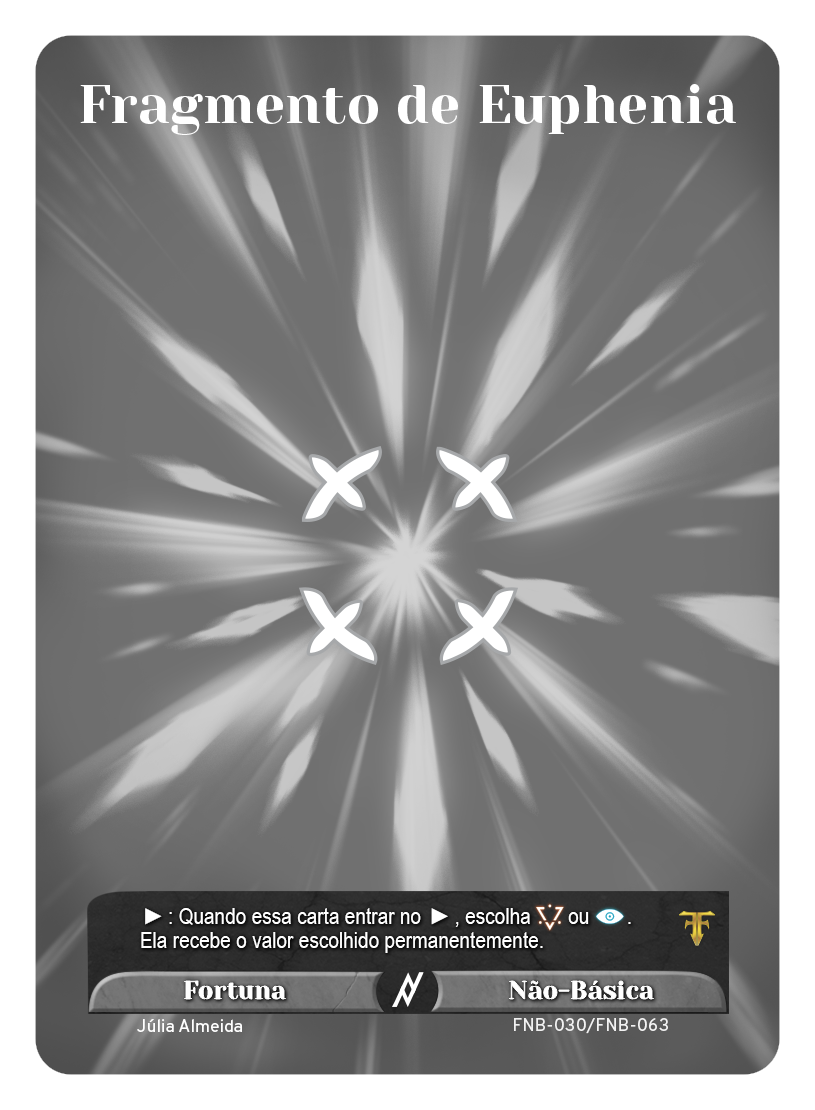 Fragmento de Euphenia
► : Quando essa carta entrar no ► , escolha ou .
Ela recebe o valor escolhido permanentemente.
Fortuna Não-Básica
Júlia Almeida FNB-030/FNB-063